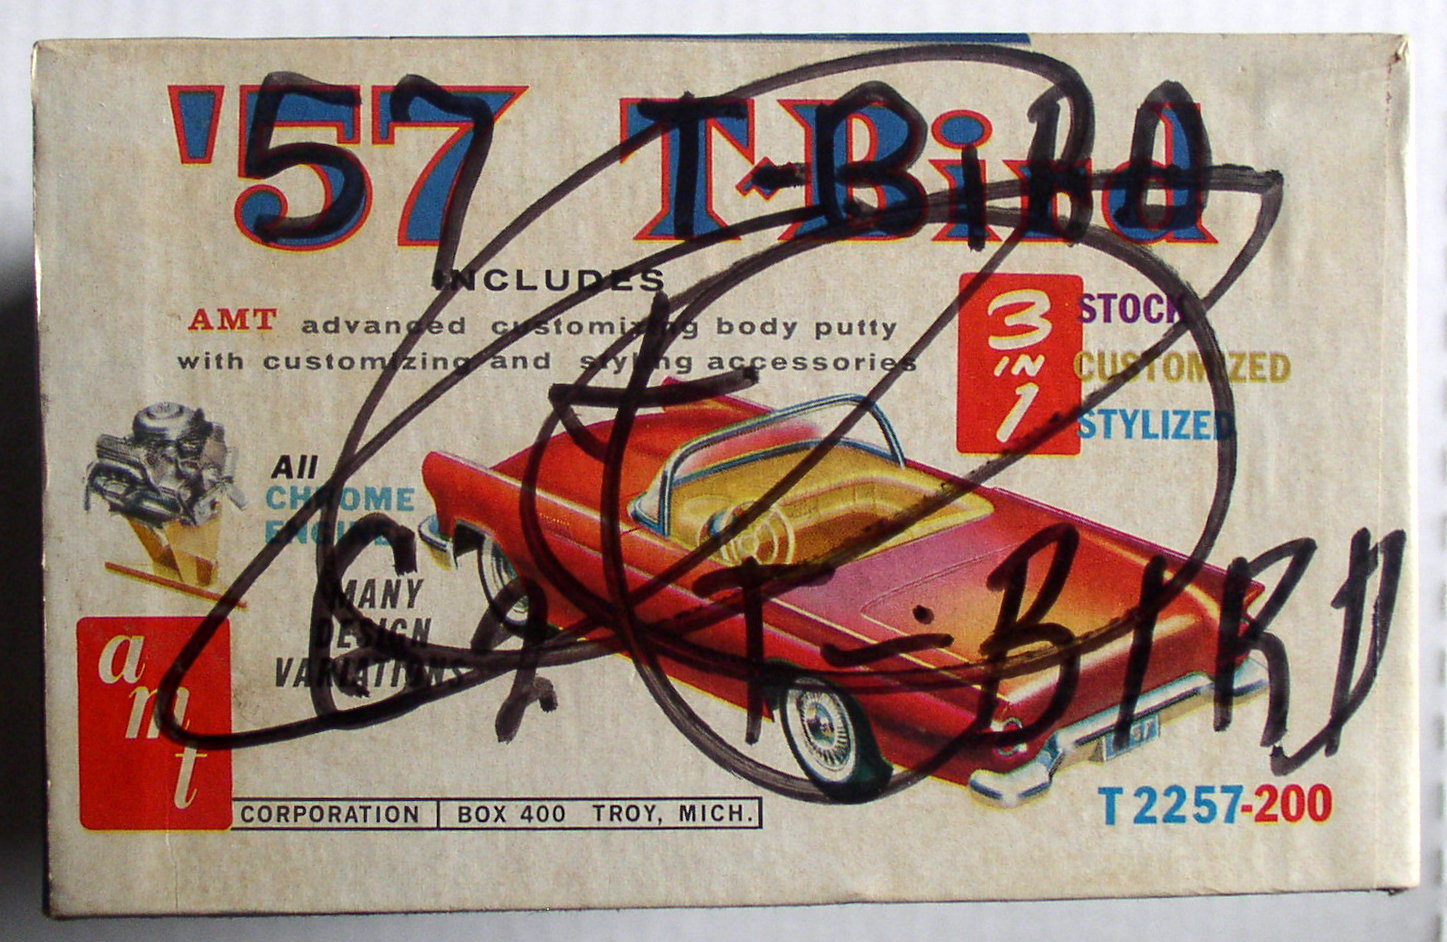 '57 T-Bird
57 T-BiRd
INCLUDES
AMT advanced customizing body putty
with customizing and styling accessories
3 IN 1
STOCK
CUSTOMIZED
STYLIZED
All
CHROME
ENGINE
MANY
DESIGN
VARIATIONS
T-BIRD
amt
CORPORATION BOX 400 TROY, MICH.
57
T2257-200